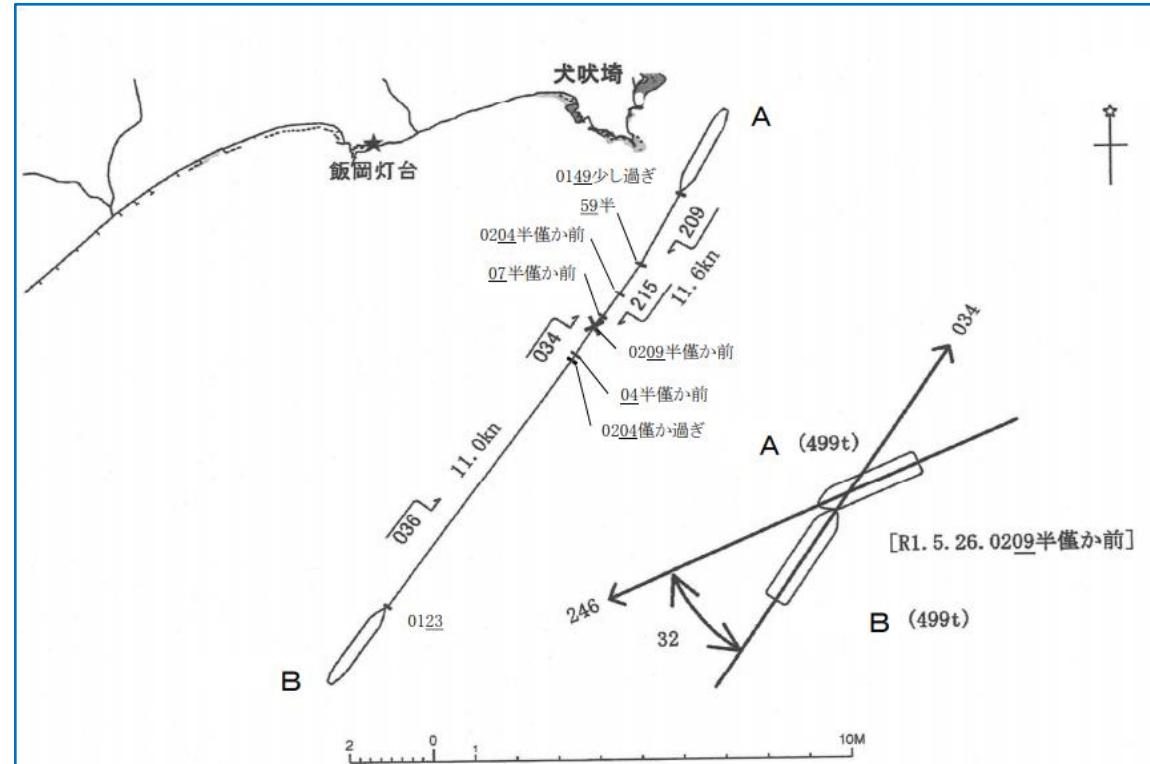 犬吠埼
A
飯岡灯台
0149少し過ぎ
59半
209
0204半僅か前
07半僅か前
215
11.6kn
034
0209半僅か前
04半僅か前
0204僅か過ぎ
11.0kn
036
0123
B
034
A (499t)
[R1.5.26.0209半僅か前]
246
32
B (499t)
2 0 1 10M